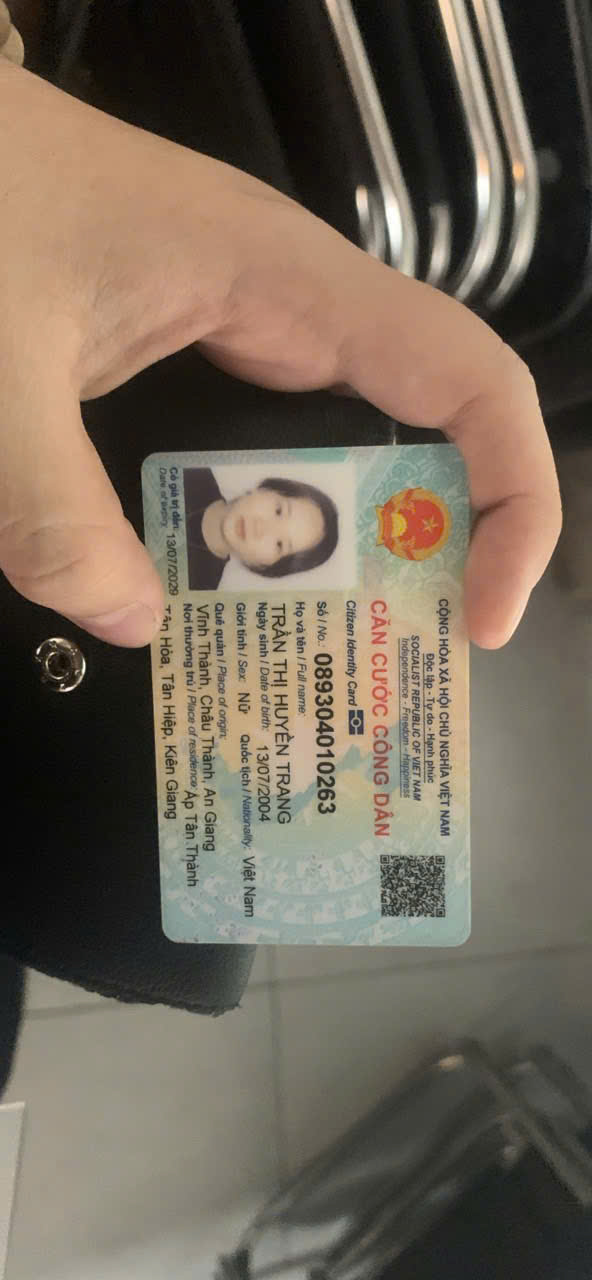 CỘNG HÒA XÃ HỘI CHỦ NGHĨA VIỆT NAM
Độc lập - Tự do - Hạnh phúc
SOCIALIST REPUBLIC OF VIET NAM
Independence - Freedom - Happiness
CĂN CƯỚC CÔNG DÂN
Citizen Identity Card
Số / No.: 089304010263
Họ và tên / Full name:
TRẦN THỊ HUYỀN TRANG
Ngày sinh / Date of birth: 13/07/2004
Giới tính / Sex: Nữ Quốc tịch / Nationality: Việt Nam
Quê quán / Place of origin:
Vĩnh Thành, Châu Thành, An Giang
Nơi thường trú / Place of residence: Ấp Tân Thành
Tân Hòa, Tân Hiệp, Kiên Giang
Có giá trị đến: 13/07/2029
Date of expiry